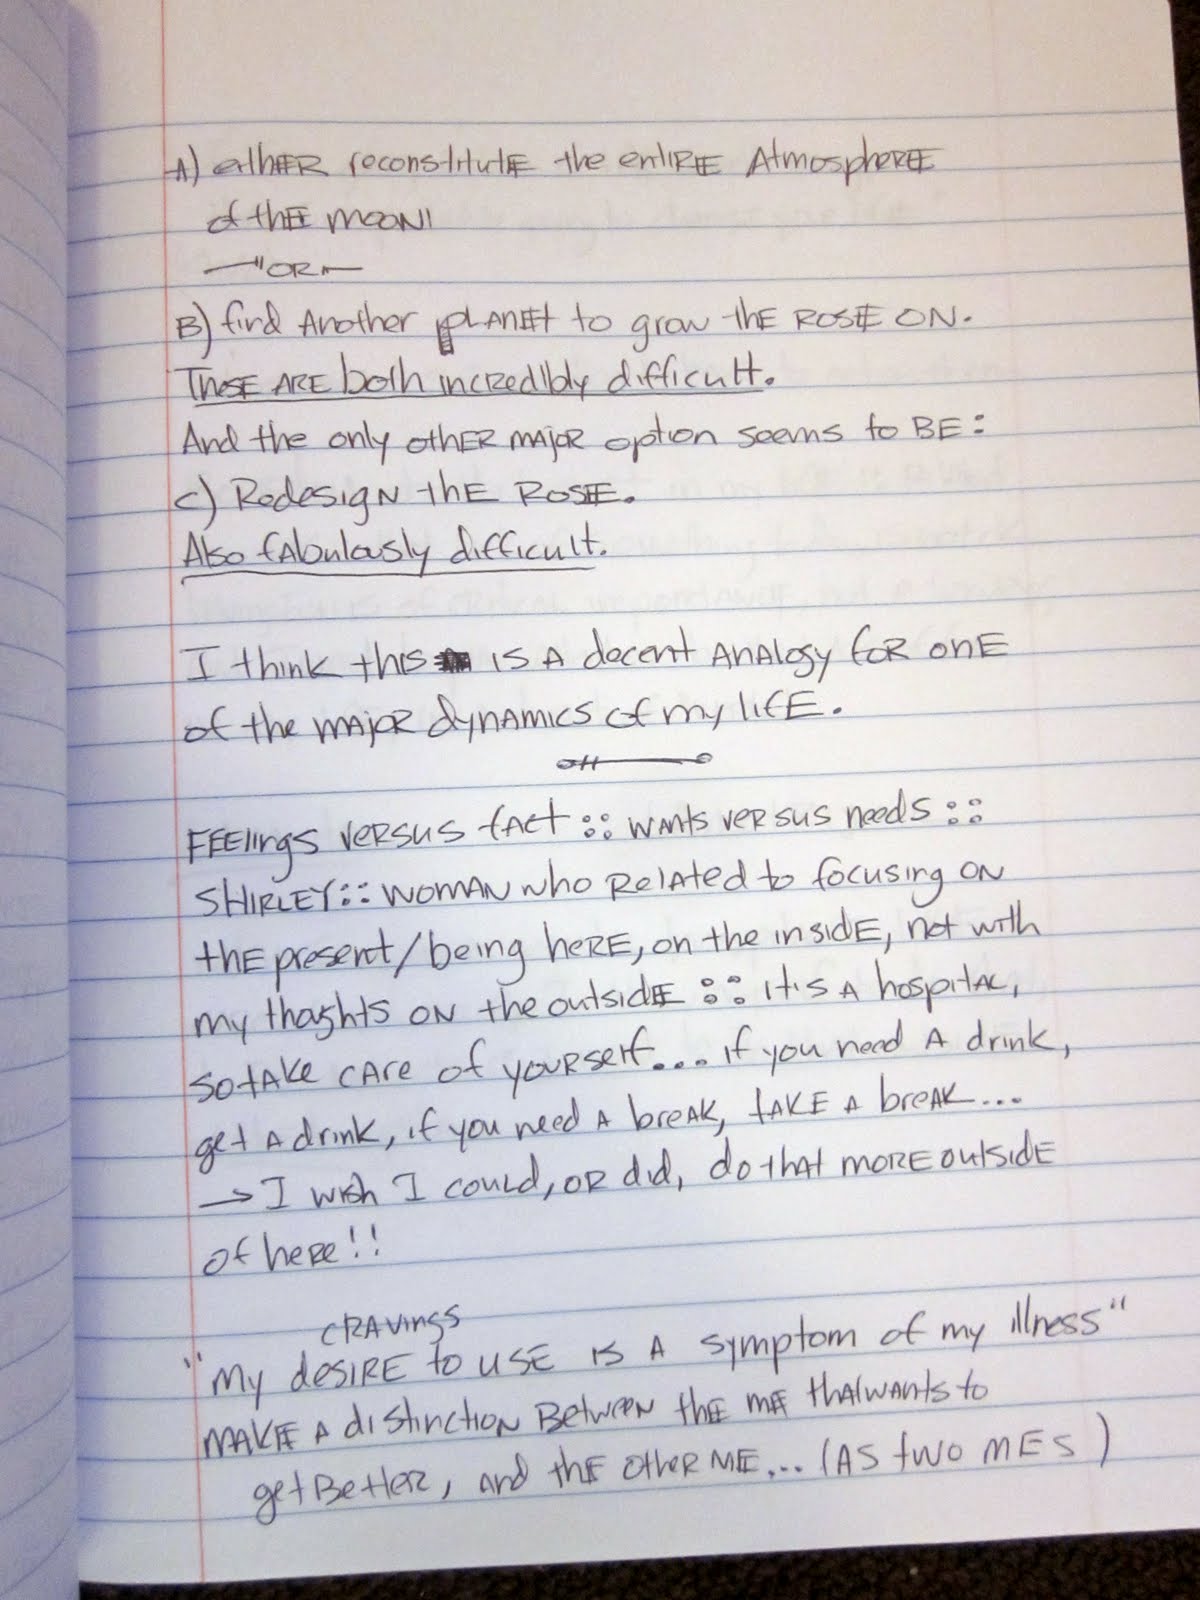 A) either reconstitute the entire Atmosphere
of the moon!
—"OR"—
B) find Another planet to grow the rose on.
These are both incredibly difficult.
And the only other major option seems to be:
C) Redesign the rose.
Also fabulously difficult.
I think this is a decent analogy for one
of the major dynamics of my life.
Feelings versus fact :: wants versus needs ::
Shirley :: woman who related to focusing on
the present/being here, on the inside, not with
my thoghts on the outside :: it's a hospital,
so take care of yourself... if you need a drink,
get a drink, if you need a break, take a break...
→ I wish I could, or did, do that more outside
of here!!
cravings
"My desire to use is a symptom of my illness"
make a distinction between the me that wants to
get better, and the other me... (as two mes)